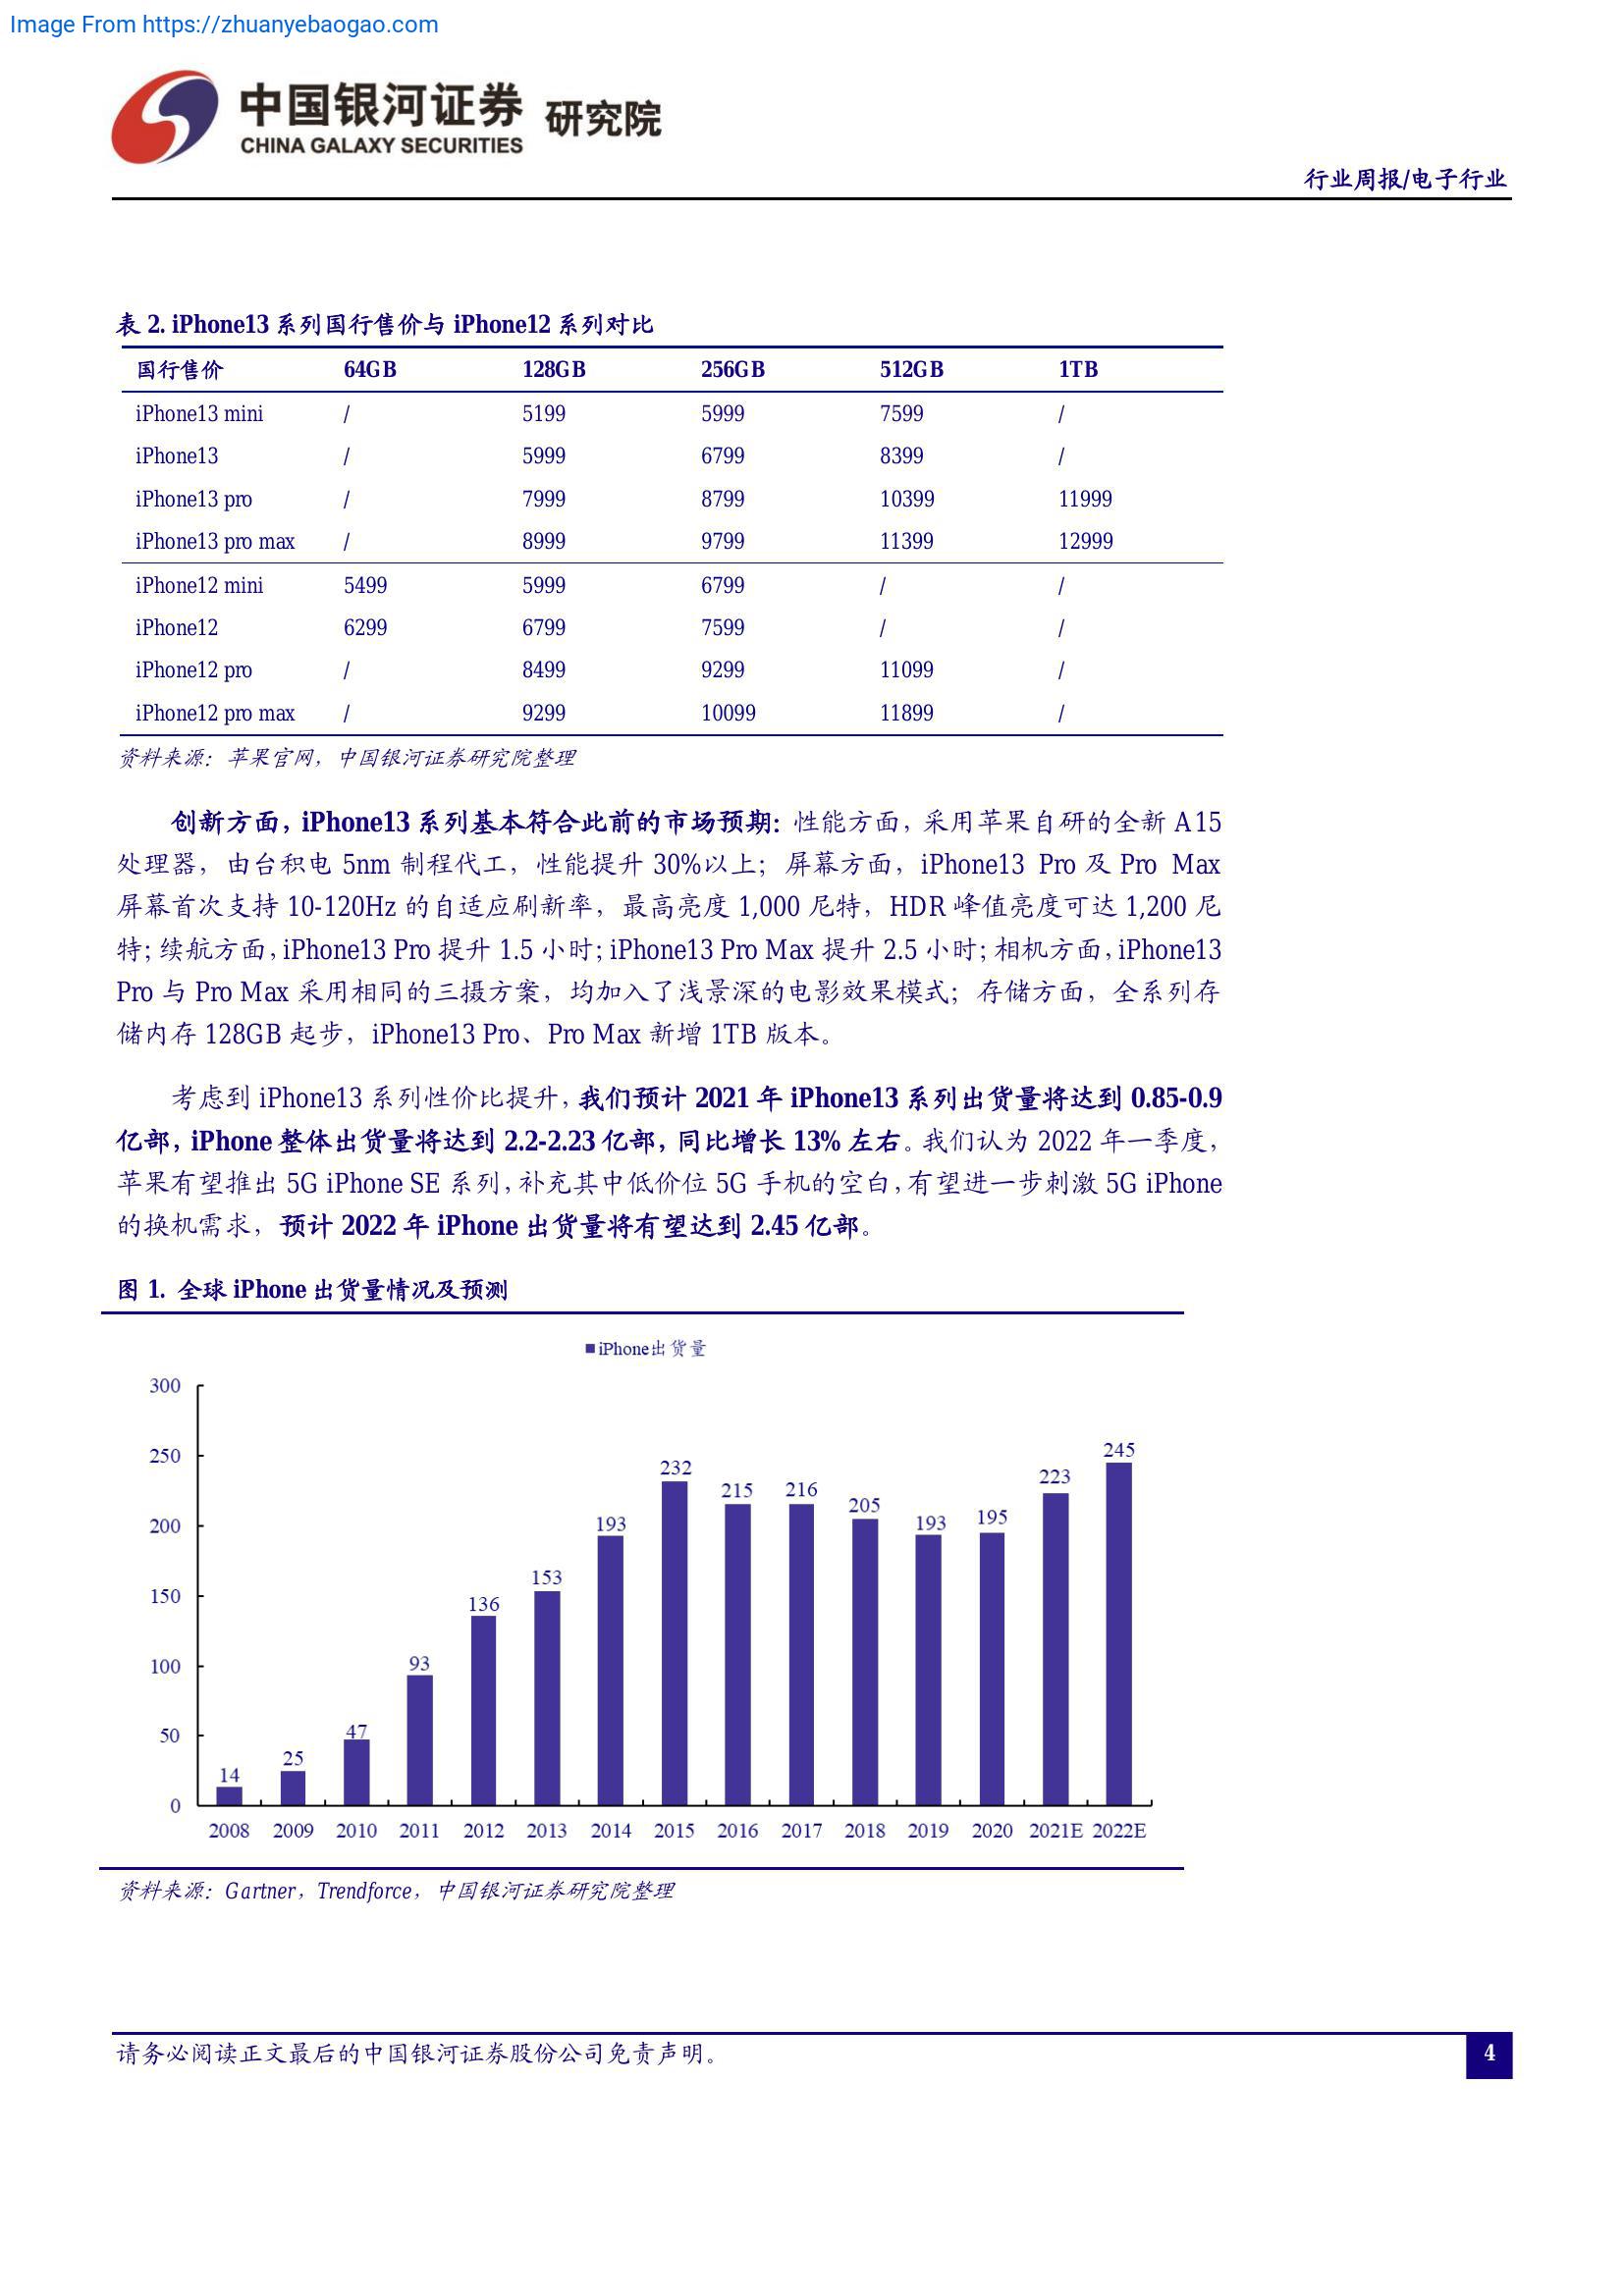 Image From https://zhuanyebaogao.com
中国银河证券 研究院
CHINA GALAXY SECURITIES
行业周报/电子行业
表 2. iPhone13 系列国行售价与 iPhone12 系列对比
国行售价 64GB 128GB 256GB 512GB 1TB
iPhone13 mini / 5199 5999 7599 /
iPhone13 / 5999 6799 8399 /
iPhone13 pro / 7999 8799 10399 11999
iPhone13 pro max / 8999 9799 11399 12999
iPhone12 mini 5499 5999 6799 / /
iPhone12 6299 6799 7599 / /
iPhone12 pro / 8499 9299 11099 /
iPhone12 pro max / 9299 10099 11899 /
资料来源：苹果官网，中国银河证券研究院整理
创新方面，iPhone13 系列基本符合此前的市场预期：性能方面，采用苹果自研的全新 A15
处理器，由台积电 5nm 制程代工，性能提升 30%以上；屏幕方面，iPhone13 Pro 及 Pro Max
屏幕首次支持 10-120Hz 的自适应刷新率，最高亮度 1,000 尼特，HDR 峰值亮度可达 1,200 尼
特；续航方面，iPhone13 Pro 提升 1.5 小时；iPhone13 Pro Max 提升 2.5 小时；相机方面，iPhone13
Pro 与 Pro Max 采用相同的三摄方案，均加入了浅景深的电影效果模式；存储方面，全系列存
储内存 128GB 起步，iPhone13 Pro、Pro Max 新增 1TB 版本。
考虑到 iPhone13 系列性价比提升，我们预计 2021 年 iPhone13 系列出货量将达到 0.85-0.9
亿部，iPhone 整体出货量将达到 2.2-2.23 亿部，同比增长 13% 左右。我们认为 2022 年一季度，
苹果有望推出 5G iPhone SE 系列，补充其中低价位 5G 手机的空白，有望进一步刺激 5G iPhone
的换机需求，预计 2022 年 iPhone 出货量将有望达到 2.45 亿部。
图 1. 全球 iPhone 出货量情况及预测
iPhone出货量
300
250
200
150
100
50
0
14 25 47 93 136 153 193 232 215 216 205 193 195 223 245
2008 2009 2010 2011 2012 2013 2014 2015 2016 2017 2018 2019 2020 2021E 2022E
资料来源：Gartner，Trendforce，中国银河证券研究院整理
请务必阅读正文最后的中国银河证券股份公司免责声明。
4